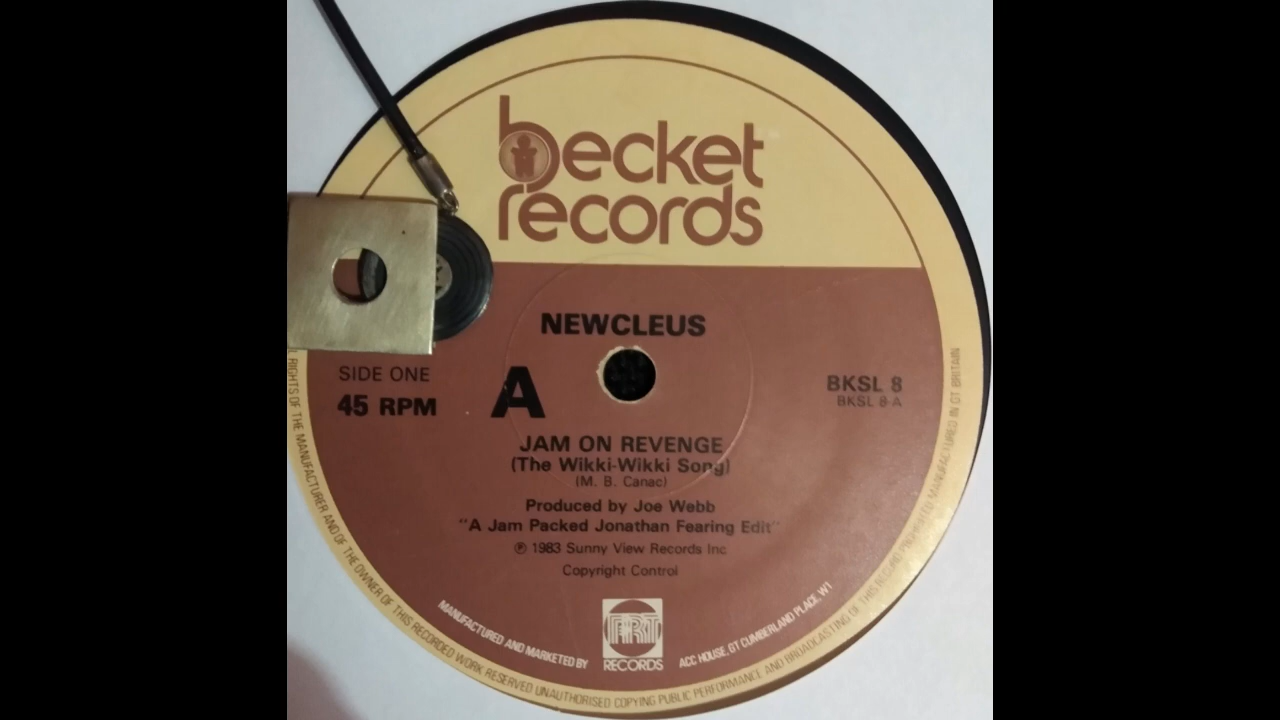 becket
records
NEWCLEUS
SIDE ONE
45 RPM
A
BKSL 8
BKSL 8-A
JAM ON REVENGE
(The Wikki-Wikki Song)
(M. B. Canac)
Produced by Joe Webb
"A Jam Packed Jonathan Fearing Edit"
℗ 1983 Sunny View Records Inc
Copyright Control
MANUFACTURED AND MARKETED BY
PRT
RECORDS
ACC HOUSE, GT CUMBERLAND PLACE, W1
RIGHTS OF THE MANUFACTURER AND OF THE OWNER OF THIS RECORDED WORK RESERVED UNAUTHORISED COPYING PUBLIC PERFORMANCE AND BROADCASTING OF THIS RECORD PROHIBITED MANUFACTURED IN GT BRITAIN